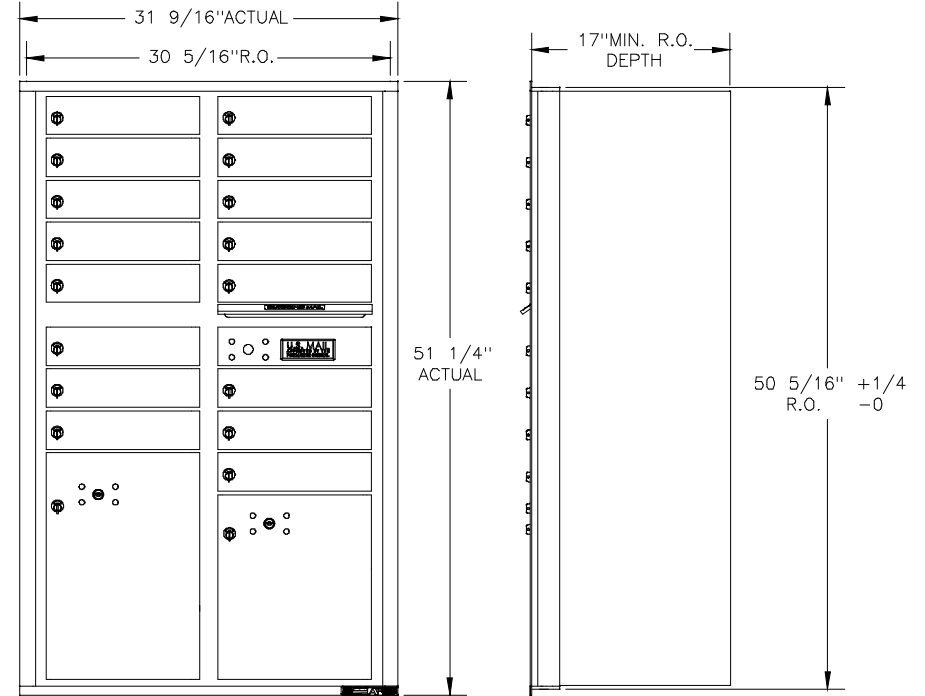 31 9/16"ACTUAL
30 5/16"R.O.
17"MIN. R.O.
DEPTH
U.S. MAIL
51 1/4"
ACTUAL
50 5/16" +1/4
R.O. -0